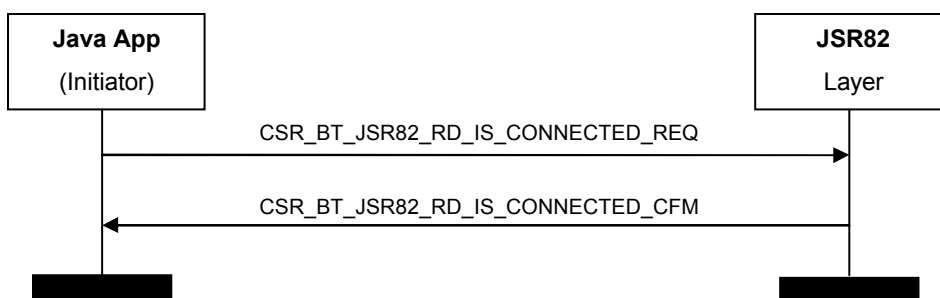 Java App
(Initiator)
JSR82
Layer
CSR_BT_JSR82_RD_IS_CONNECTED_REQ
CSR_BT_JSR82_RD_IS_CONNECTED_CFM